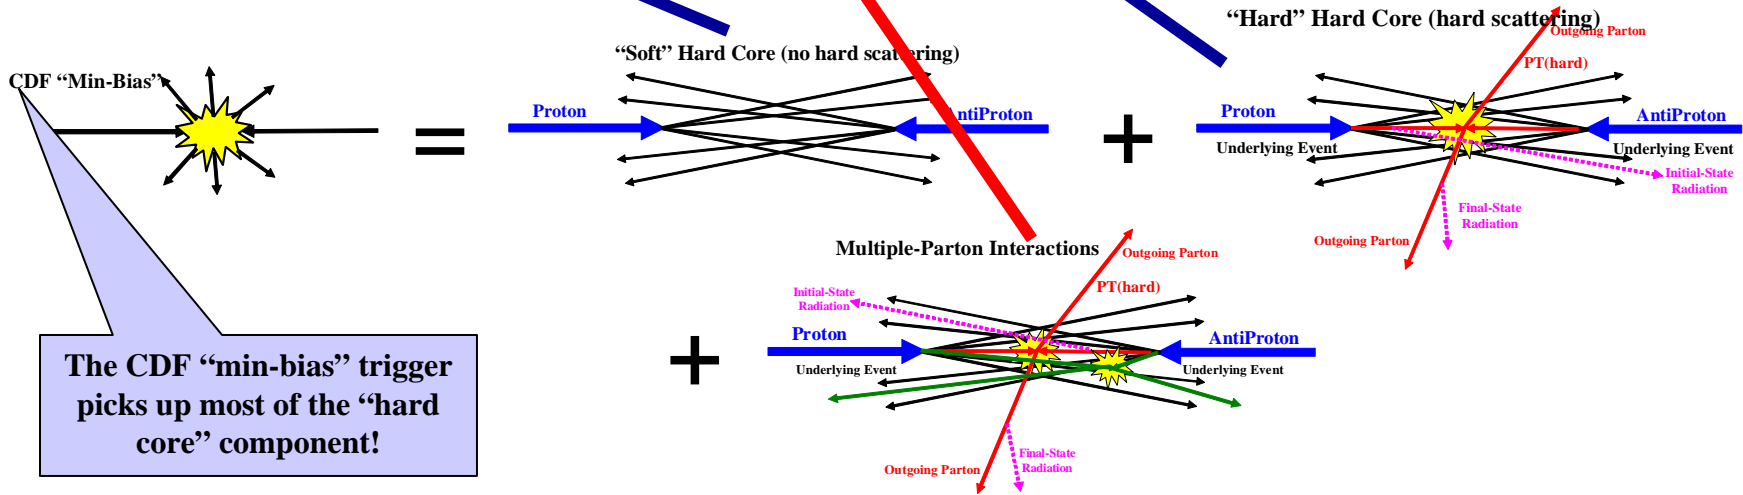 “Hard” Hard Core (hard scattering)
Outgoing Parton
“Soft” Hard Core (no hard scattering)
PT(hard)
CDF “Min-Bias”
Proton
AntiProton
=
+
Proton
AntiProton
Underlying Event
Underlying Event
Initial-State
Radiation
Final-State
Radiation
Outgoing Parton
Multiple-Parton Interactions
Outgoing Parton
PT(hard)
Initial-State
Radiation
+
Proton
AntiProton
Underlying Event
Underlying Event
Final-State
Radiation
Outgoing Parton
The CDF “min-bias” trigger
picks up most of the “hard
core” component!